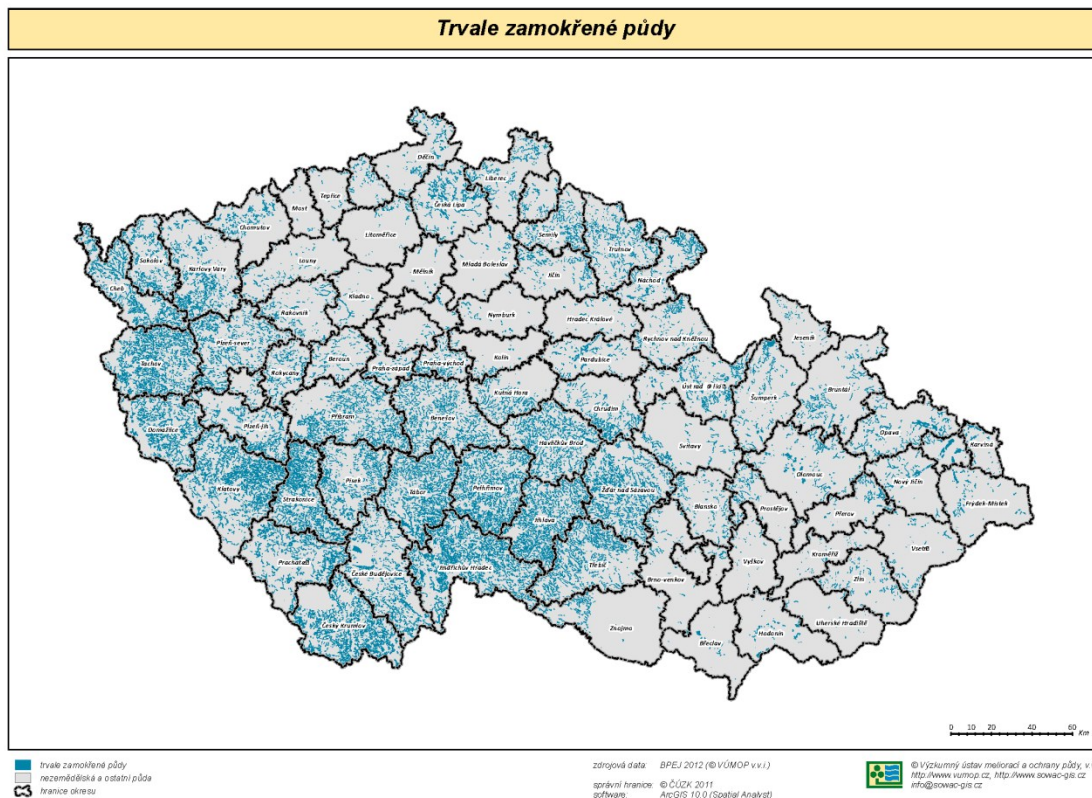 Trvale zamokřené půdy
Děčín
Liberec
Teplice
Česká Lípa
Most
Chomutov
Litoměřice
Semily
Trutnov
Sokolov
Karlovy Vary
Louny
Mělník
Mladá Boleslav
Jičín
Náchod
Cheb
Kladno
Rakovník
Nymburk
Hradec Králové
Rychnov nad Kněžnou
Jeseník
Plzeň-sever
Tachov
Beroun
Praha-západ
Praha-východ
Kolín
Pardubice
Rokycany
Ústí nad Orlicí
Šumperk
Bruntál
Kutná Hora
Chrudim
Příbram
Benešov
Domažlice
Plzeň-jih
Opava
Karviná
Havlíčkův Brod
Svitavy
Olomouc
Klatovy
Strakonice
Písek
Tábor
Pelhřimov
Žďár nad Sázavou
Nový Jičín
Frýdek-Místek
Jihlava
Blansko
Prostějov
Přerov
Vsetín
Prachatice
České Budějovice
Jindřichův Hradec
Třebíč
Brno-venkov
Vyškov
Kroměříž
Zlín
Český Krumlov
Znojmo
Břeclav
Hodonín
Uherské Hradiště
0 10 20 40 60
Km
trvale zamokřené půdy
nezemědělská a ostatní půda
hranice okresu
zdrojová data: BPEJ 2012 (© VÚMOP v.v.i.)
správní hranice: © ČÚZK 2011
software: ArcGIS 10.0 (Spatial Analyst)
© Výzkumný ústav meliorací a ochrany půdy, v.
http://www.vumop.cz, http://www.sowac-gis.cz
info@sowac-gis.cz